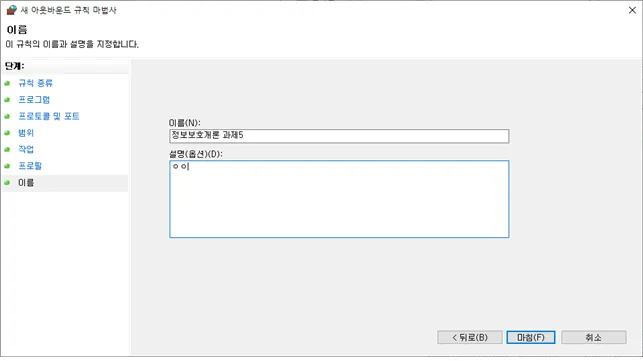 새 아웃바운드 규칙 마법사
이름
이 규칙의 이름과 설명을 지정합니다.
단계:
규칙 종류
프로그램
프로토콜 및 포트
범위
작업
프로필
이름
이름(N):
정보보호개론 과제5
설명(옵션)(D):
ㅇㅇ
< 뒤로(B)
마침(F)
취소